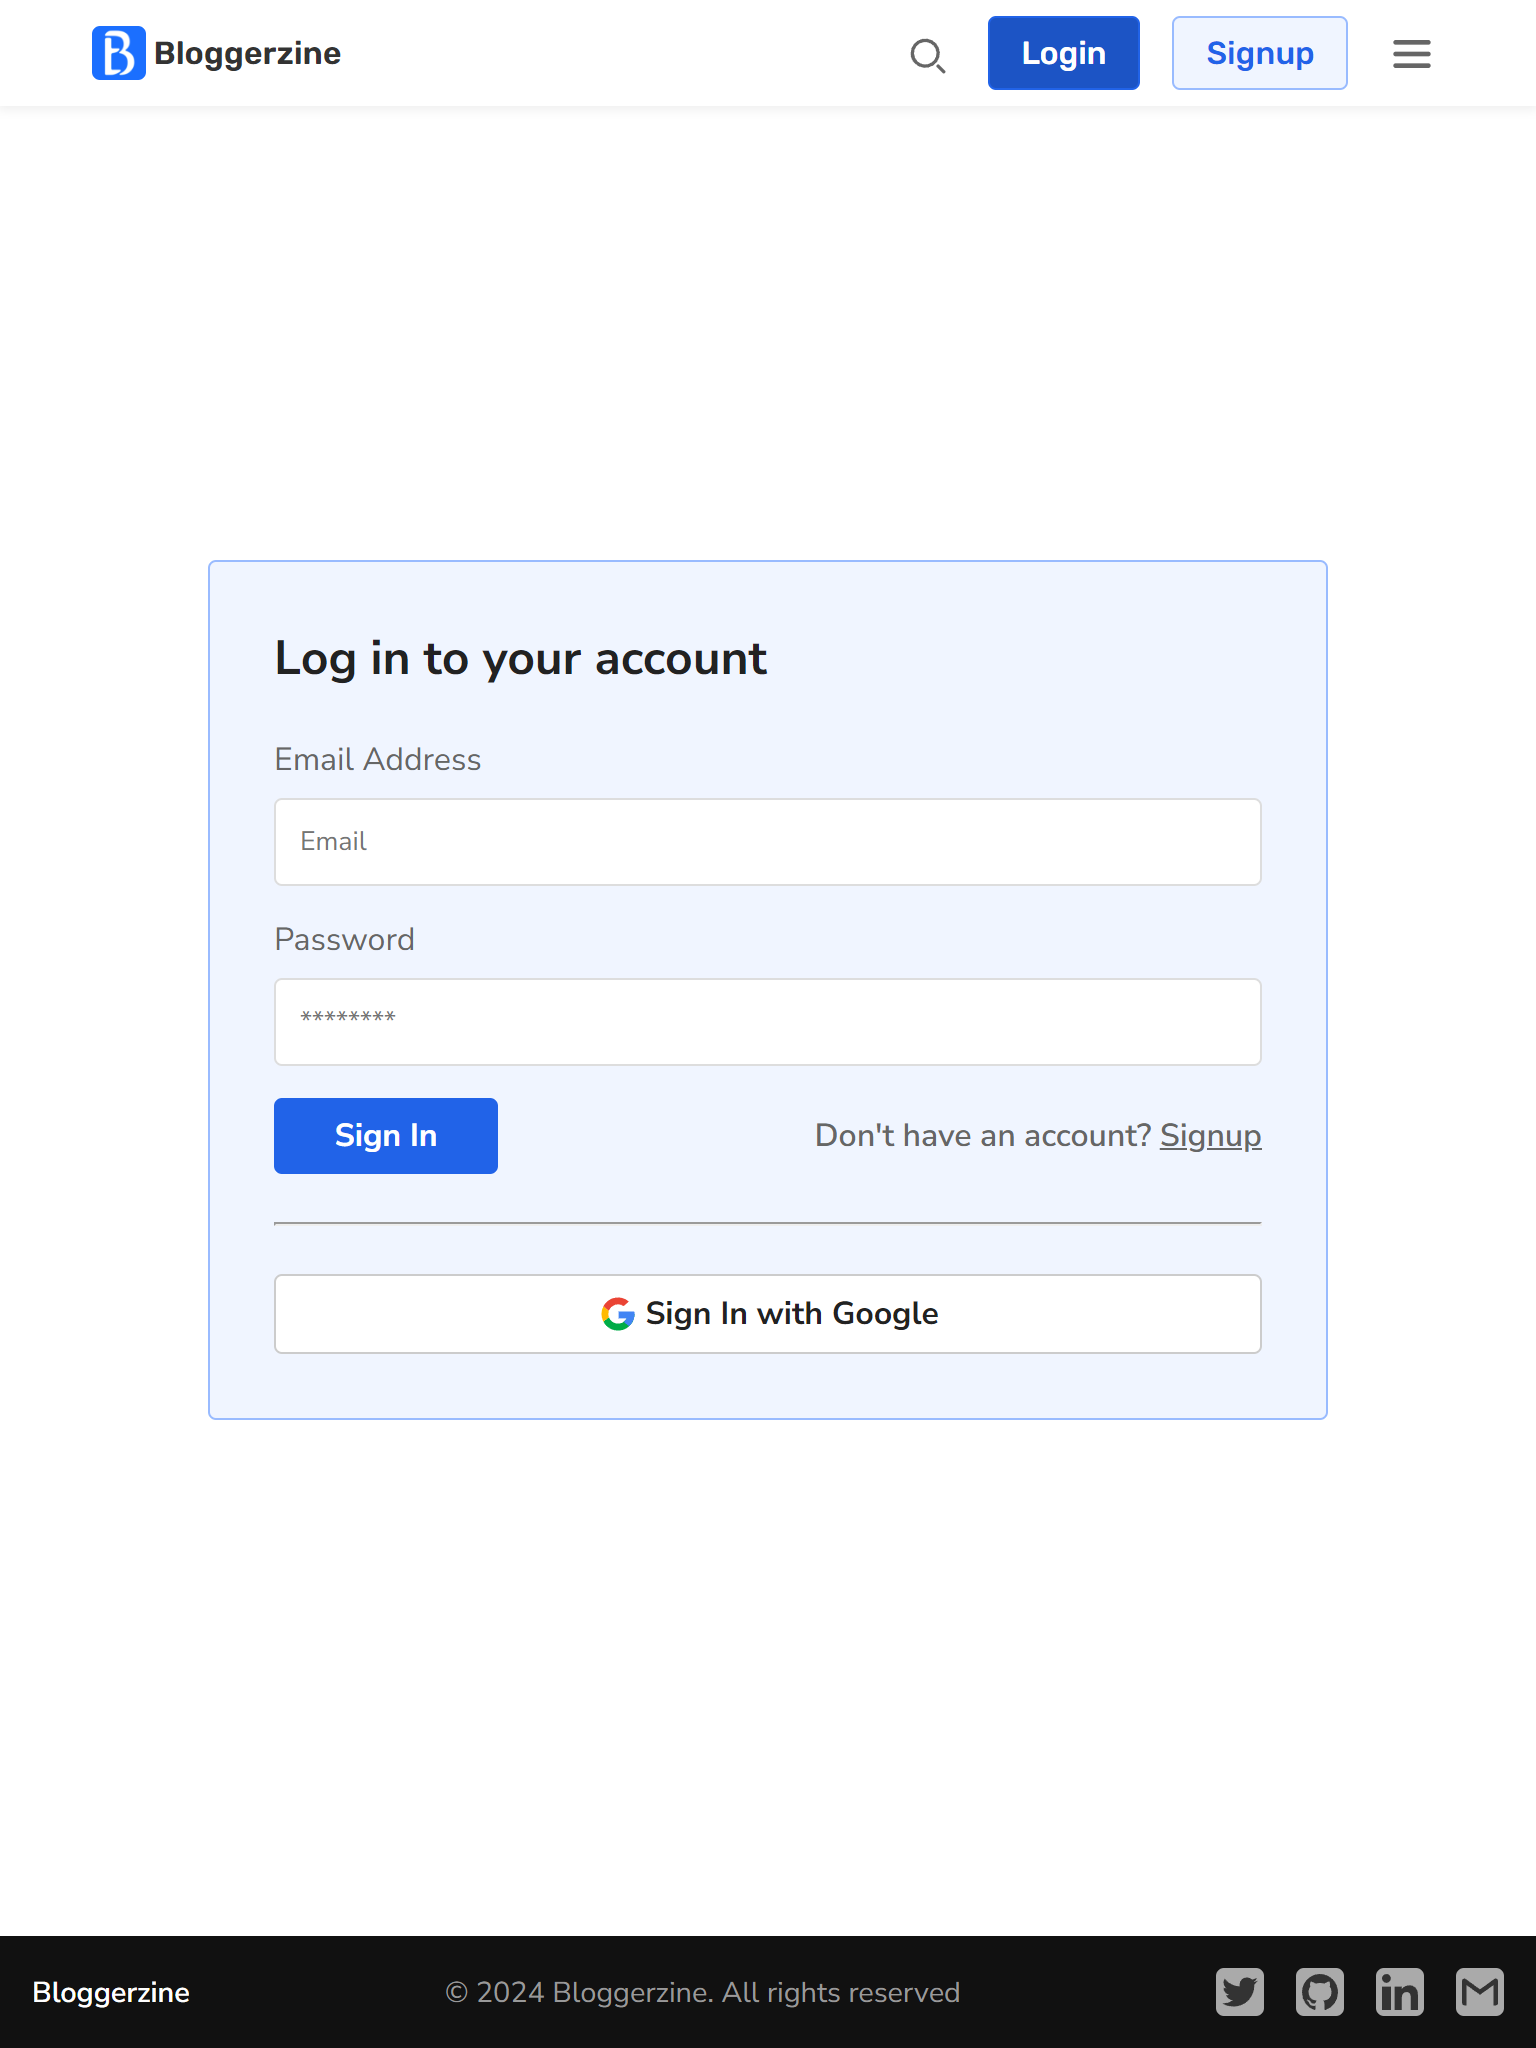 Bloggerzine
Login
Signup
Log in to your account
Email Address
Email
Password
********
Sign In
Don't have an account? Signup
Sign In with Google
Bloggerzine
© 2024 Bloggerzine. All rights reserved